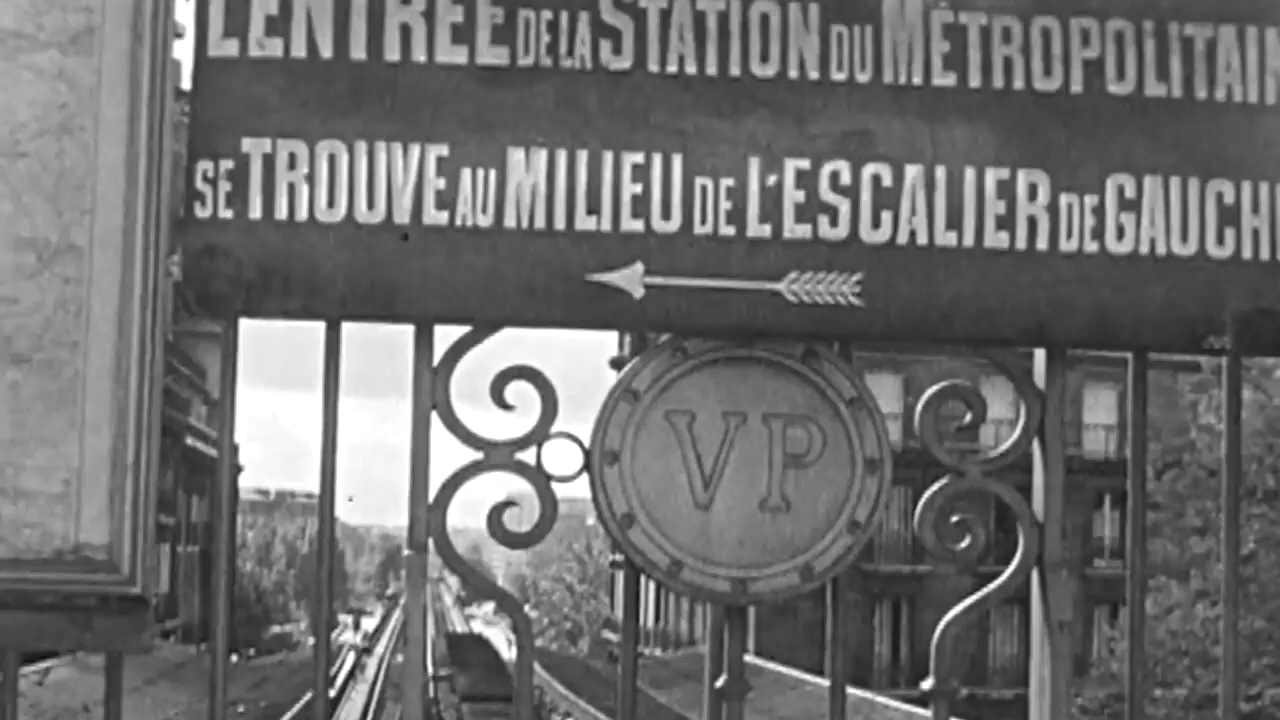 L'ENTRÉE DE LA STATION DU MÉTROPOLITAIN
SE TROUVE AU MILIEU DE L'ESCALIER DE GAUCHE
VP